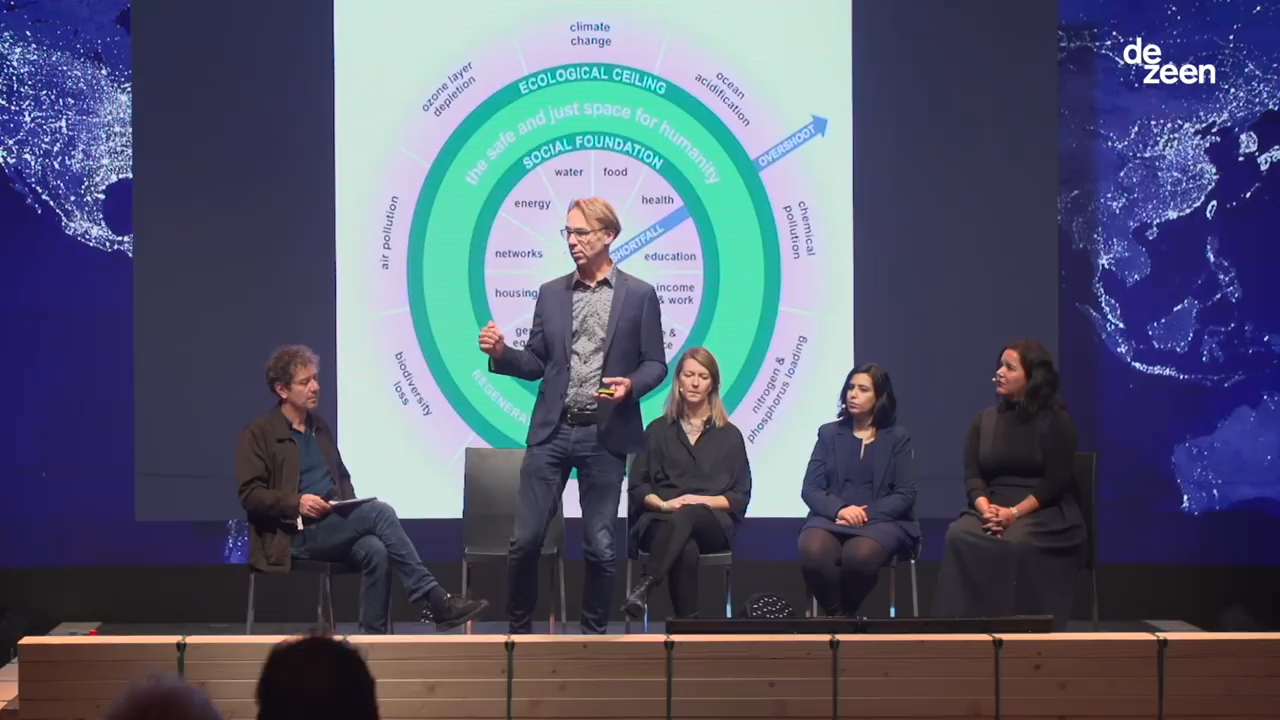 de
zeen
climate
change
ozone layer
depletion
ocean
acidification
ECOLOGICAL CEILING
the safe and just space for humanity
SOCIAL FOUNDATION
OVERSHOOT
water
food
energy
health
air pollution
chemical
pollution
SHORTFALL
networks
education
housing
income
& work
biodiversity
loss
nitrogen &
phosphorus loading